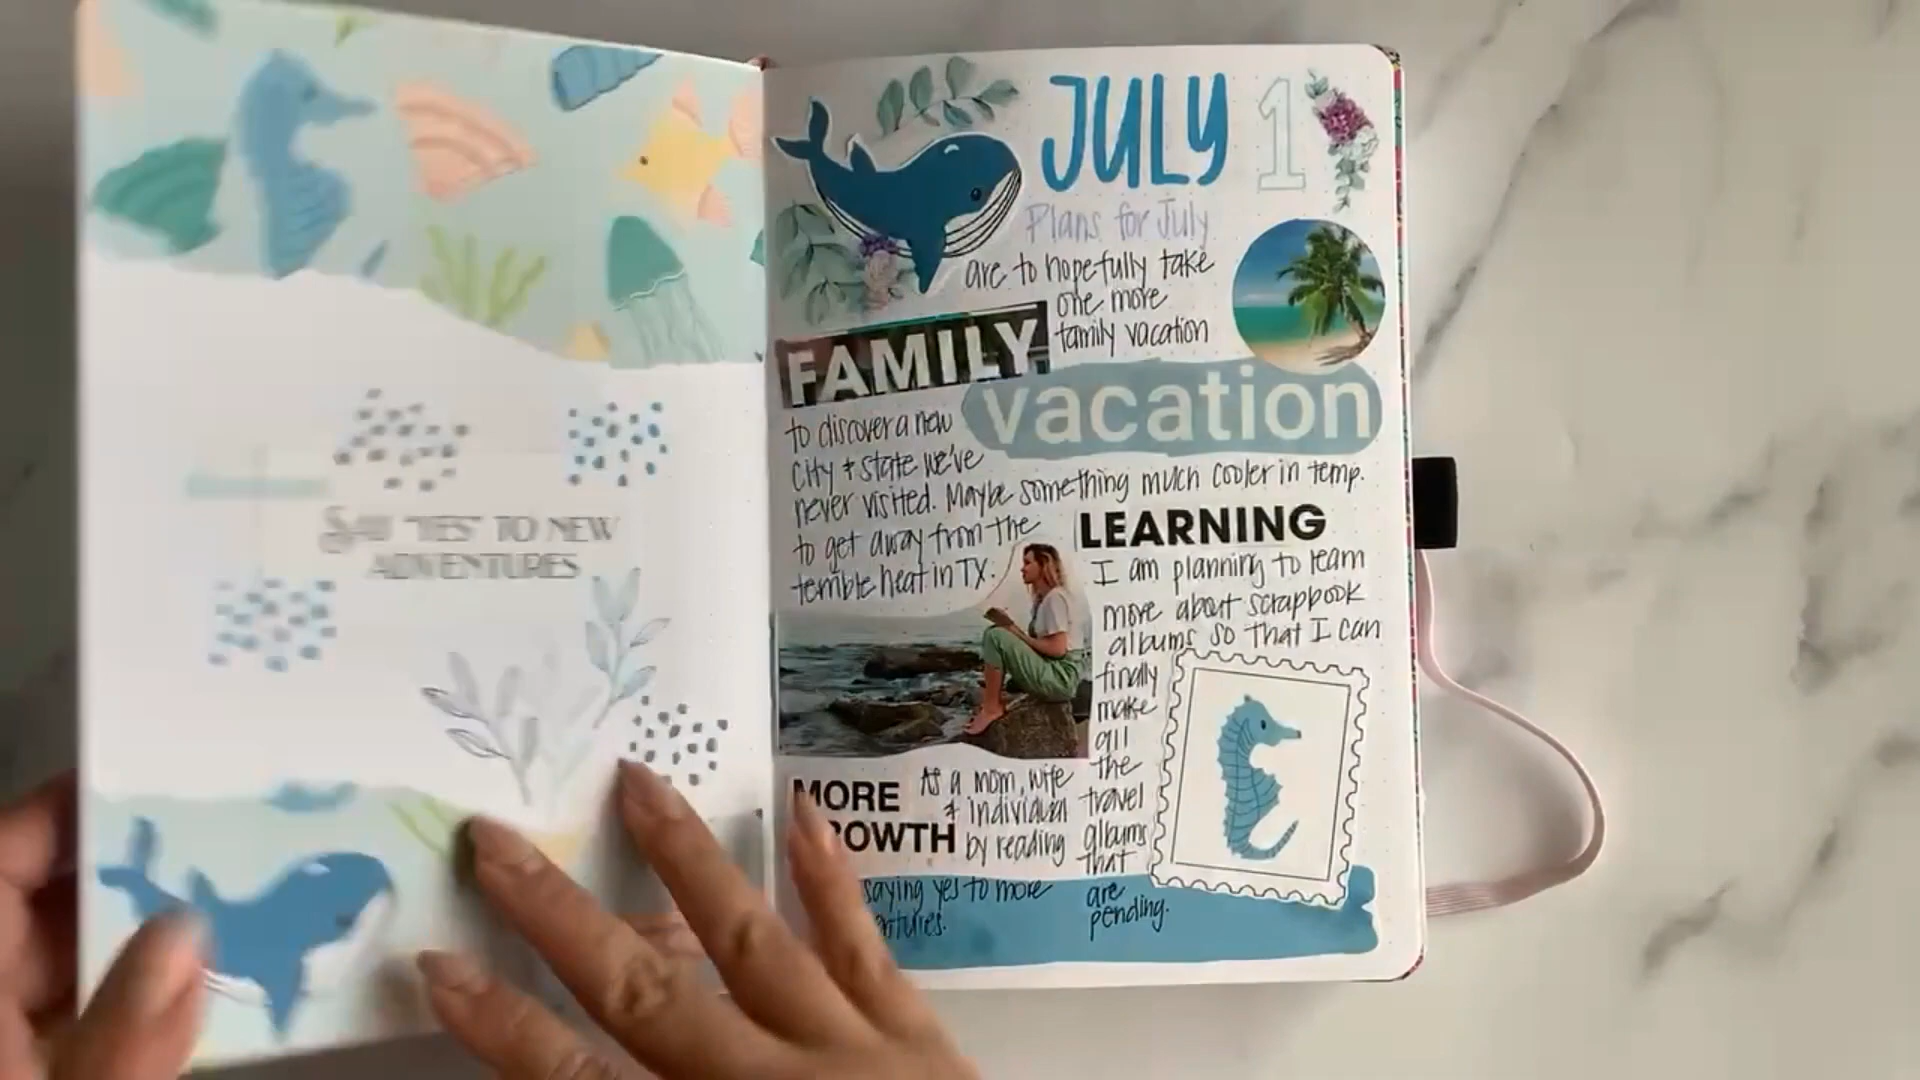 SAY "YES" TO NEW
ADVENTURES
JULY 1
Plans for July
are to hopefully take
one more
family vacation
FAMILY
vacation
to discover a new
city & state we've
never visited. Maybe something much cooler in temp.
to get away from the
terrible heat in TX.
LEARNING
I am planning to learn
more about scrapbook
albums so that I can
finally
make
all
the
travel
albums
that
are
pending.
MORE
GROWTH
As a mom, wife
& individual
by reading
saying yes to more